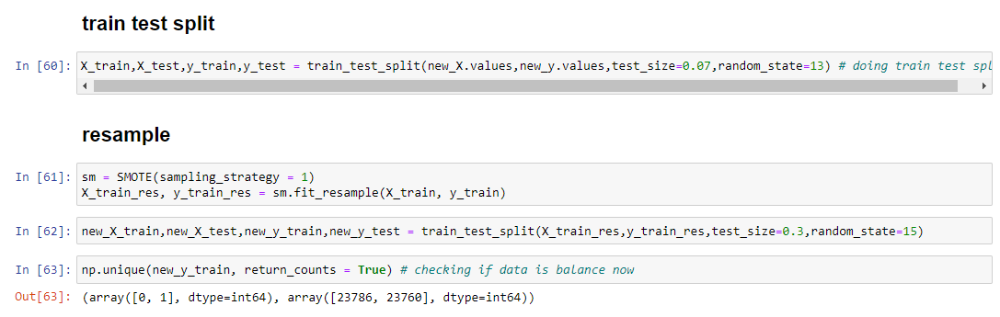 train test split
In [60]: X_train,X_test,y_train,y_test = train_test_split(new_X.values,new_y.values,test_size=0.07,random_state=13) # doing train test spl
resample
In [61]: sm = SMOTE(sampling_strategy = 1)
X_train_res, y_train_res = sm.fit_resample(X_train, y_train)
In [62]: new_X_train,new_X_test,new_y_train,new_y_test = train_test_split(X_train_res,y_train_res,test_size=0.3,random_state=15)
In [63]: np.unique(new_y_train, return_counts = True) # checking if data is balance now
Out[63]: (array([0, 1], dtype=int64), array([23786, 23760], dtype=int64))